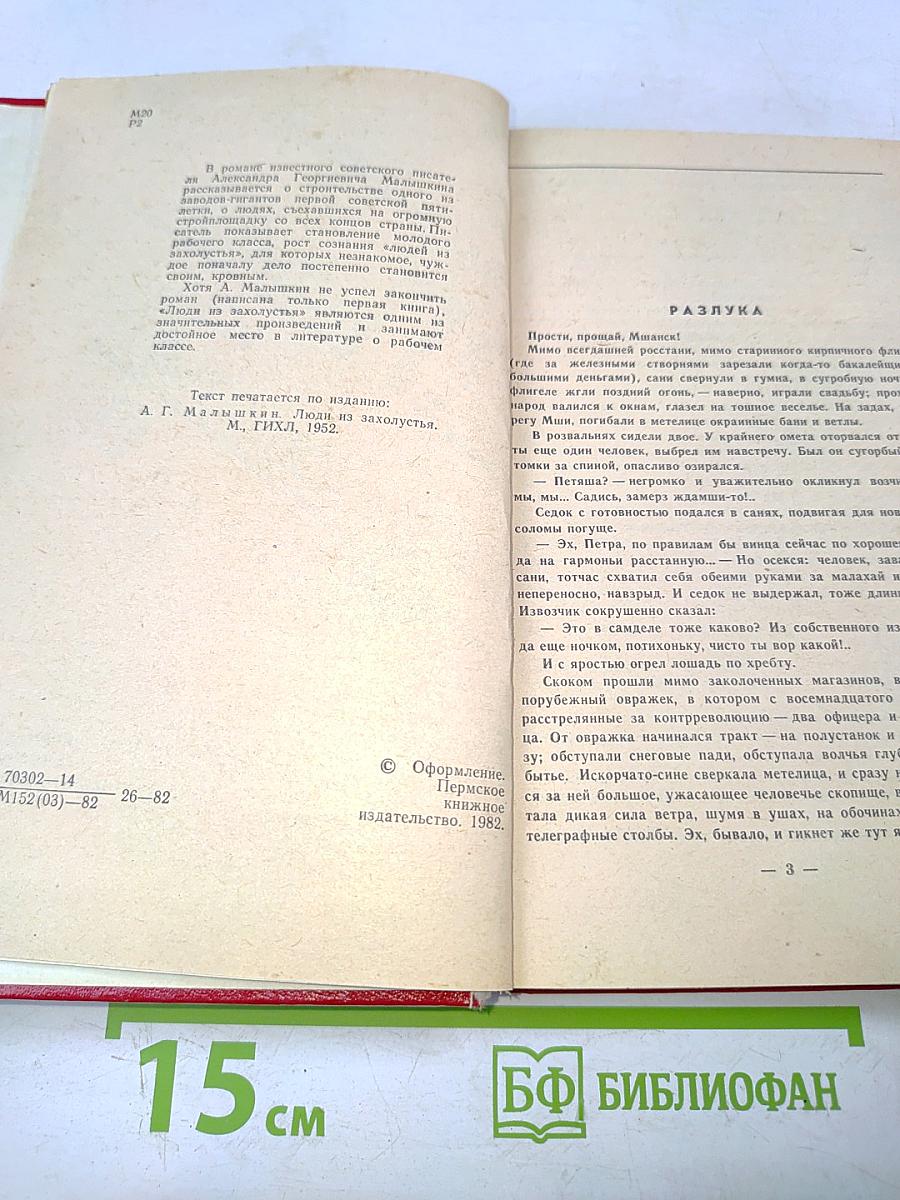 М20
Р2
В романе известного советского писате-
ля Александра Георгиевича Малышкина
рассказывается о строительстве одного из
заводов-гигантов первой советской пяти-
летки, о людях, съехавшихся на огромную
стройплощадку со всех концов страны. Пи-
сатель показывает становление молодого
рабочего класса, рост сознания «людей из
захолустья», для которых незнакомое, чуж-
дое поначалу дело постепенно становится
своим, кровным.
Хотя А. Малышкин не успел закончить
роман (написана только первая книга),
«Люди из захолустья» являются одним из
значительных произведений и занимают
достойное место в литературе о рабочем
классе.
Текст печатается по изданию:
А. Г. Малышкин. Люди из захолустья.
М., ГИХЛ, 1952.
70302—14
М152(03)—82
26—82
© Оформление.
Пермское
книжное
издательство. 1982.
РАЗЛУКА
Прости, прощай, Мшанск!
Мимо всегдашней росстани, мимо старинного кирпичного фли
(где за железными створнями зарезали когда-то бакалейщи
большими деньгами), сани свернули в гумна, в сугробную ноч
флигеле жгли поздний огонь, — наверно, играли свадьбу; про
народ валился к окнам, глазел на тошное веселье. На задах,
регу Мши, погибали в метелице окраинные бани и ветлы.
В розвальнях сидели двое. У крайнего омета оторвался от
ты еще один человек, выбрел им навстречу. Был он сугорбый
томки за спиной, опасливо озирался.
— Петяша? — негромко и уважительно окликнул возчи
мы, мы... Садись, замерз ждамши-то!..
Седок с готовностью подался в санях, подвигая для нов
соломы погуще.
— Эх, Петра, по правилам бы винца сейчас по хороше
да на гармоньи расстанную... — Но осекся: человек, зава
сани, тотчас схватил себя обеими руками за малахай и
непереносно, навзрыд. И седок не выдержал, тоже длин
Извозчик сокрушенно сказал:
— Это в самделе тоже каково? Из собственного из
да еще ночком, потихоньку, чисто ты вор какой!..
И с яростью огрел лошадь по хребту.
Скоком прошли мимо заколоченных магазинов, в
порубежный овражек, в котором с восемнадцатого
расстрелянные за контрреволюцию — два офицера и
ца. От овражка начинался тракт — на полустанок и
зу; обступали снеговые пади, обступала волчья глу
бытье. Искорчато-сине сверкала метелица, и сразу н
ся за ней большое, ужасающее человечье скопище, в
тала дикая сила ветра, шумя в ушах, на обочинах
телеграфные столбы. Эх, бывало, и гикнет же тут я
— 3 —
15 см
БФ БИБЛИОФАН